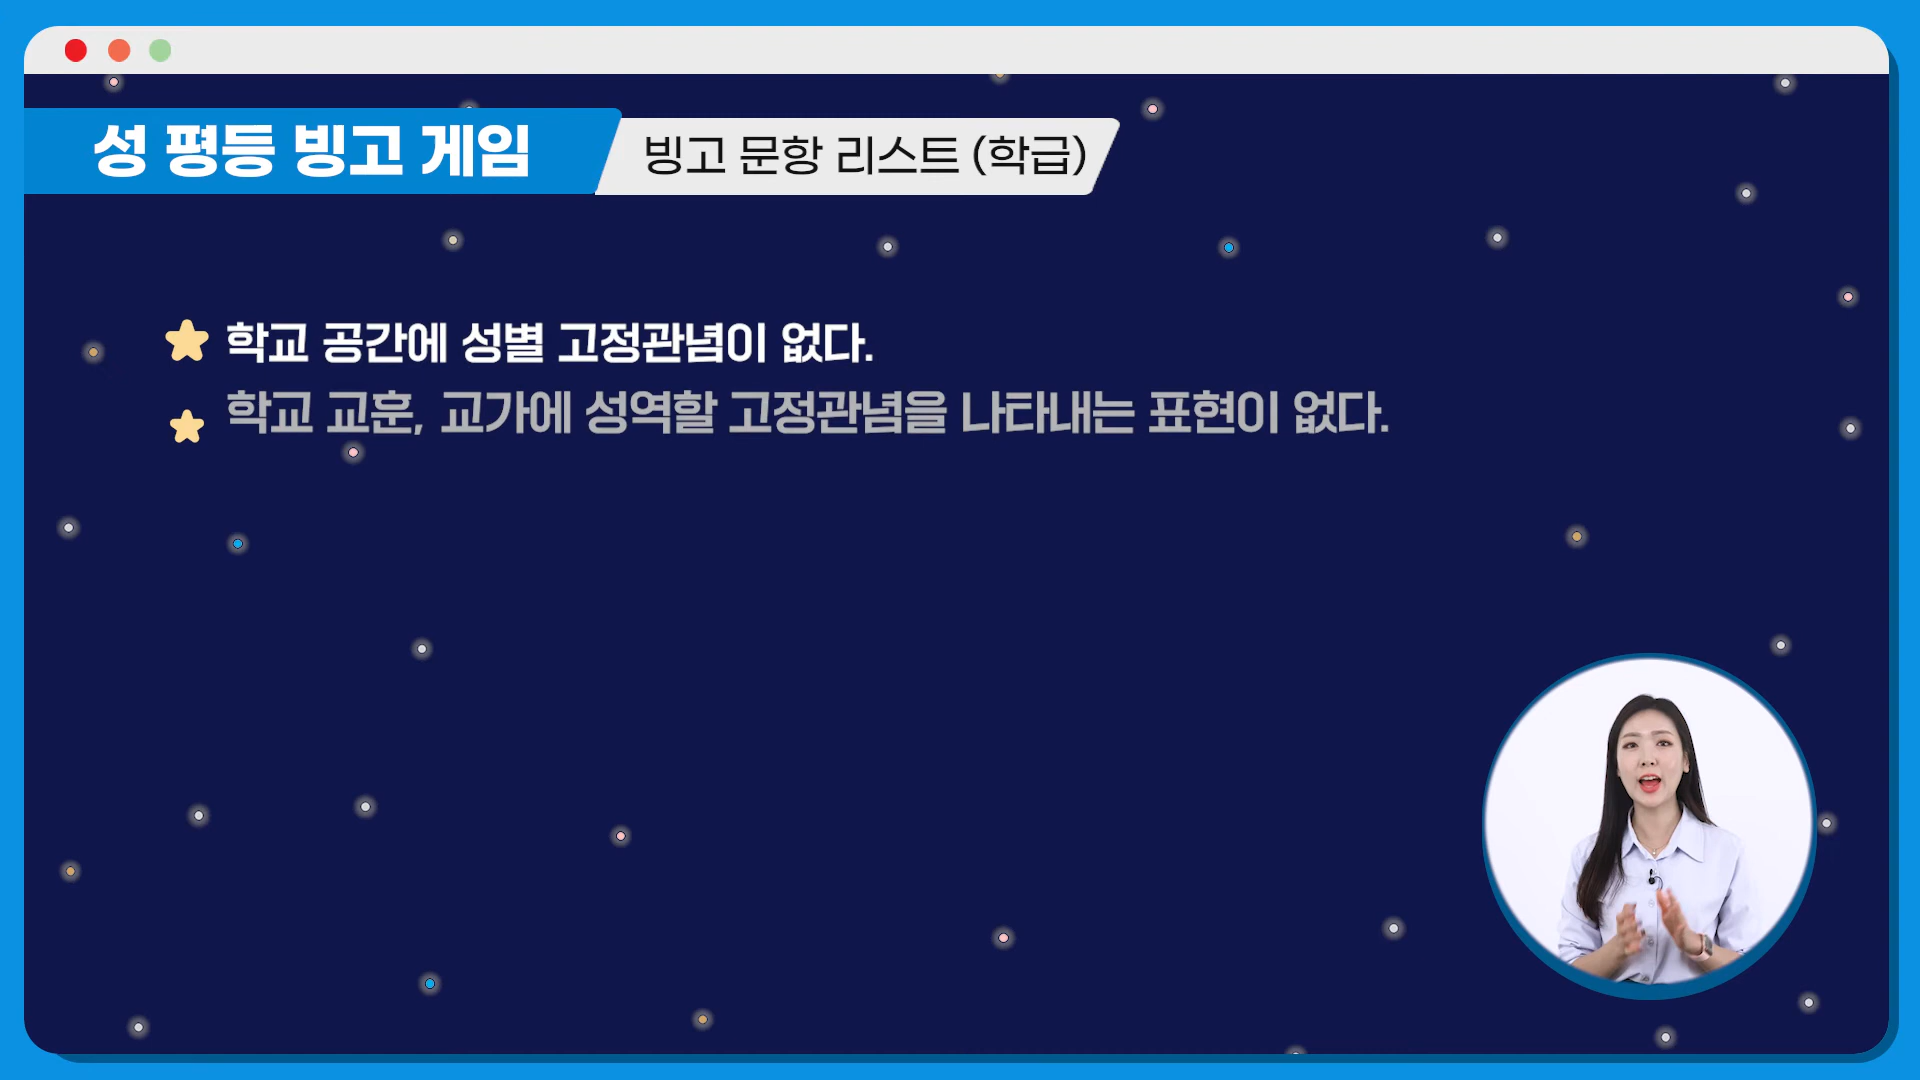 성 평등 빙고 게임
빙고 문항 리스트 (학급)
학교 공간에 성별 고정관념이 없다.
학교 교훈, 교가에 성역할 고정관념을 나타내는 표현이 없다.